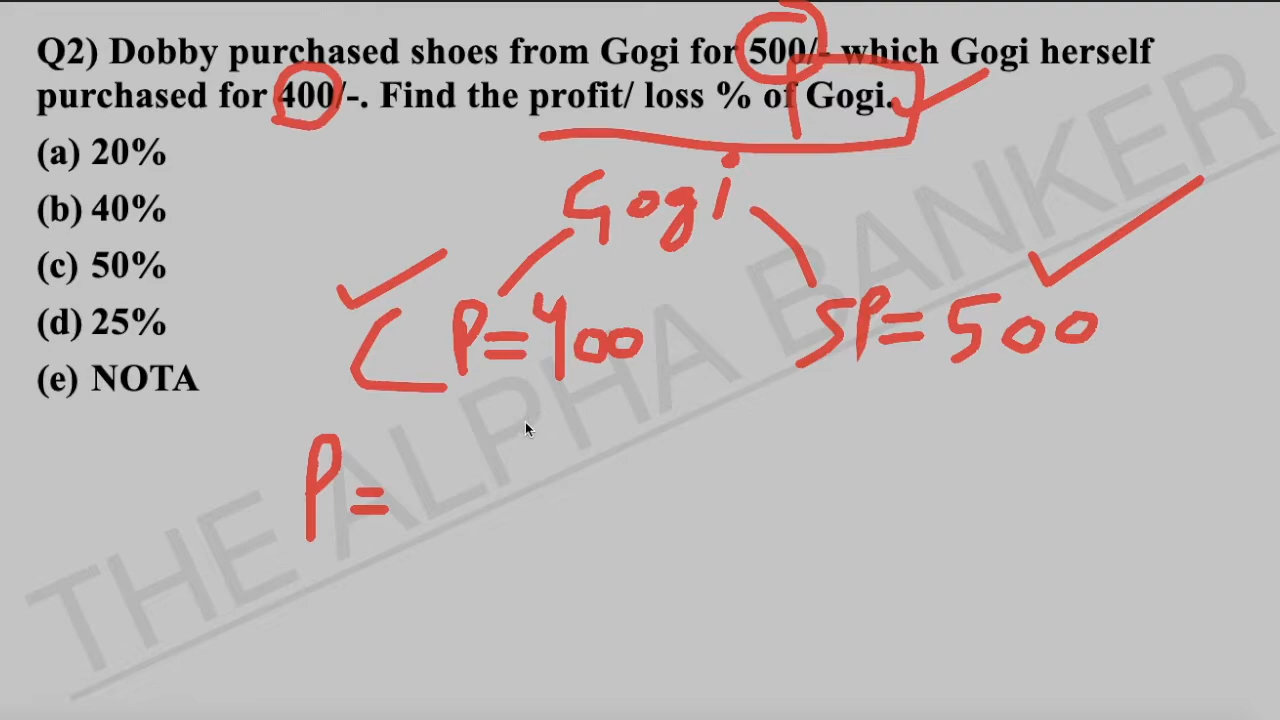 Q2) Dobby purchased shoes from Gogi for 500/- which Gogi herself
purchased for 400/-. Find the profit/ loss % of Gogi.
(a) 20%
(b) 40%
(c) 50%
(d) 25%
(e) NOTA
Gogi
CP=400
SP=500
P=
THE ALPHA BANKER